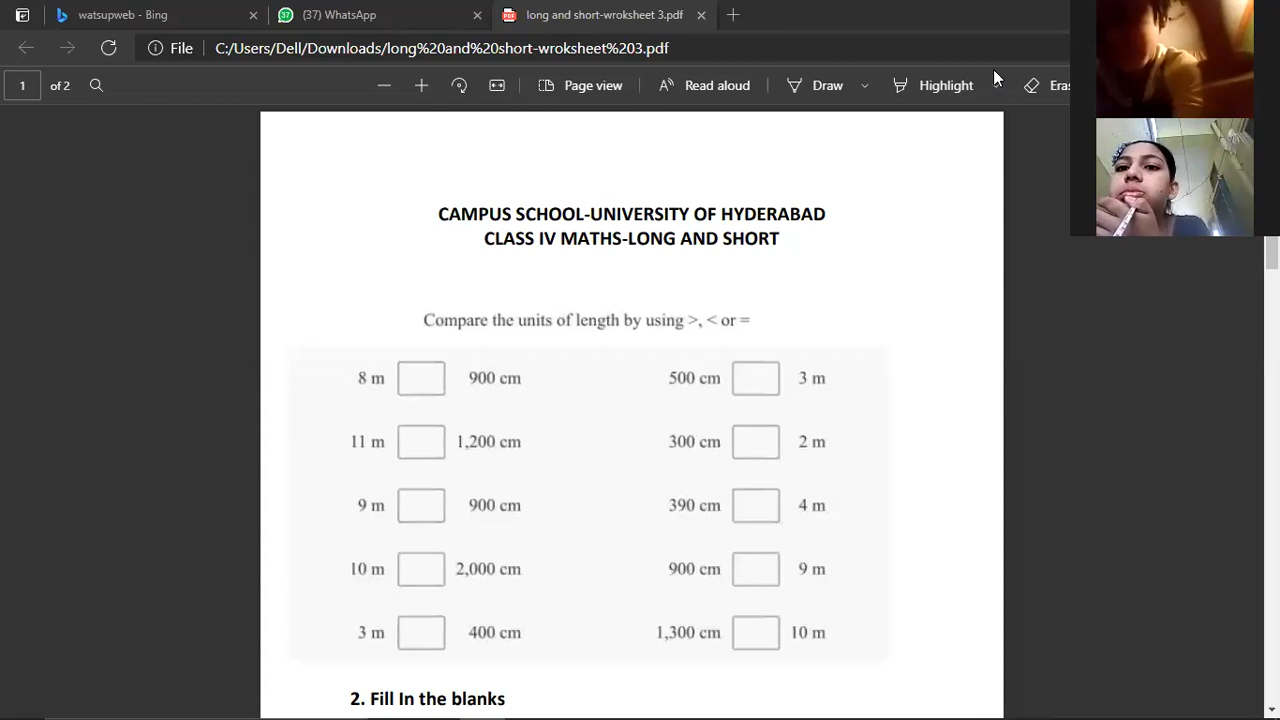 watsupweb - Bing
(37) WhatsApp
long and short-wroksheet 3.pdf
File C:/Users/Dell/Downloads/long%20and%20short-wroksheet%203.pdf
1 of 2 Page view Read aloud Draw Highlight Eras
CAMPUS SCHOOL-UNIVERSITY OF HYDERABAD
CLASS IV MATHS-LONG AND SHORT
Compare the units of length by using >, < or =
8 m 900 cm 500 cm 3 m
11 m 1,200 cm 300 cm 2 m
9 m 900 cm 390 cm 4 m
10 m 2,000 cm 900 cm 9 m
3 m 400 cm 1,300 cm 10 m
2. Fill In the blanks